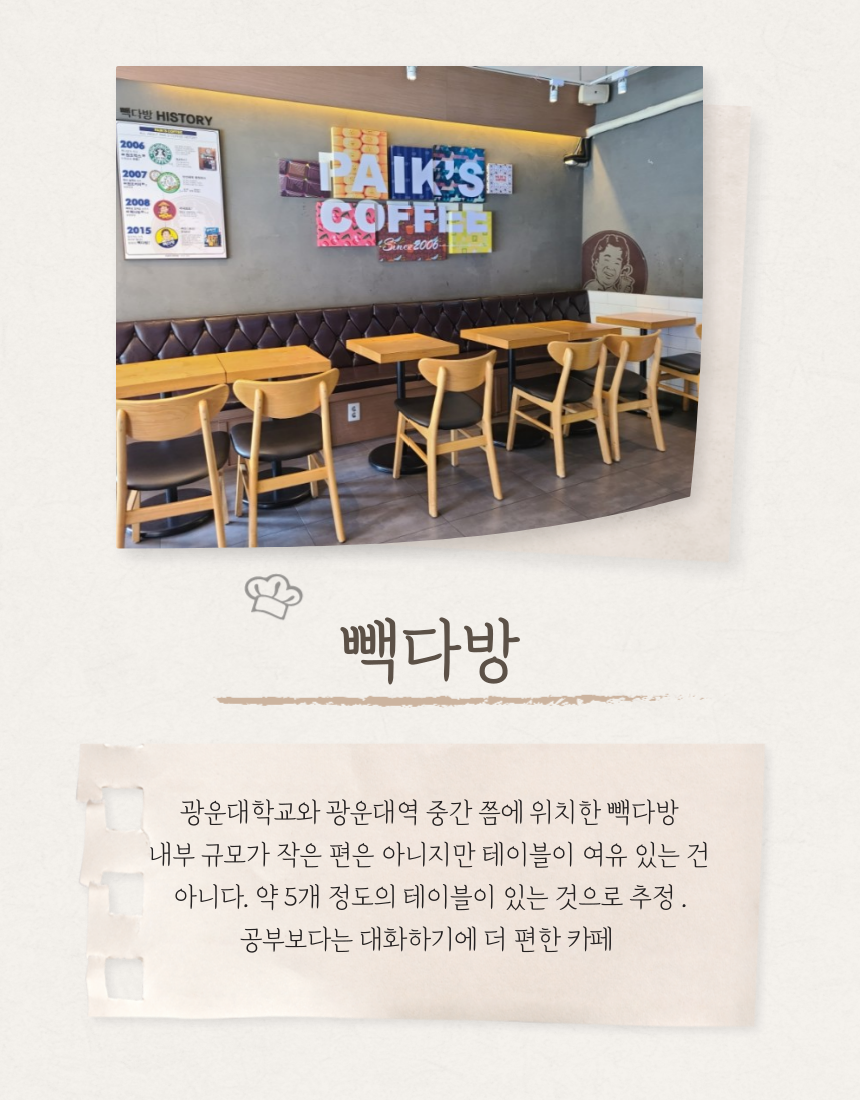 빽다방 HISTORY
PAIK'S COFFEE
2006
2007
2008
2015
PAIK'S
COFFEE
Since 2006
빽다방
광운대학교와 광운대역 중간 쯤에 위치한 빽다방
내부 규모가 작은 편은 아니지만 테이블이 여유 있는 건
아니다. 약 5개 정도의 테이블이 있는 것으로 추정 .
공부보다는 대화하기에 더 편한 카페